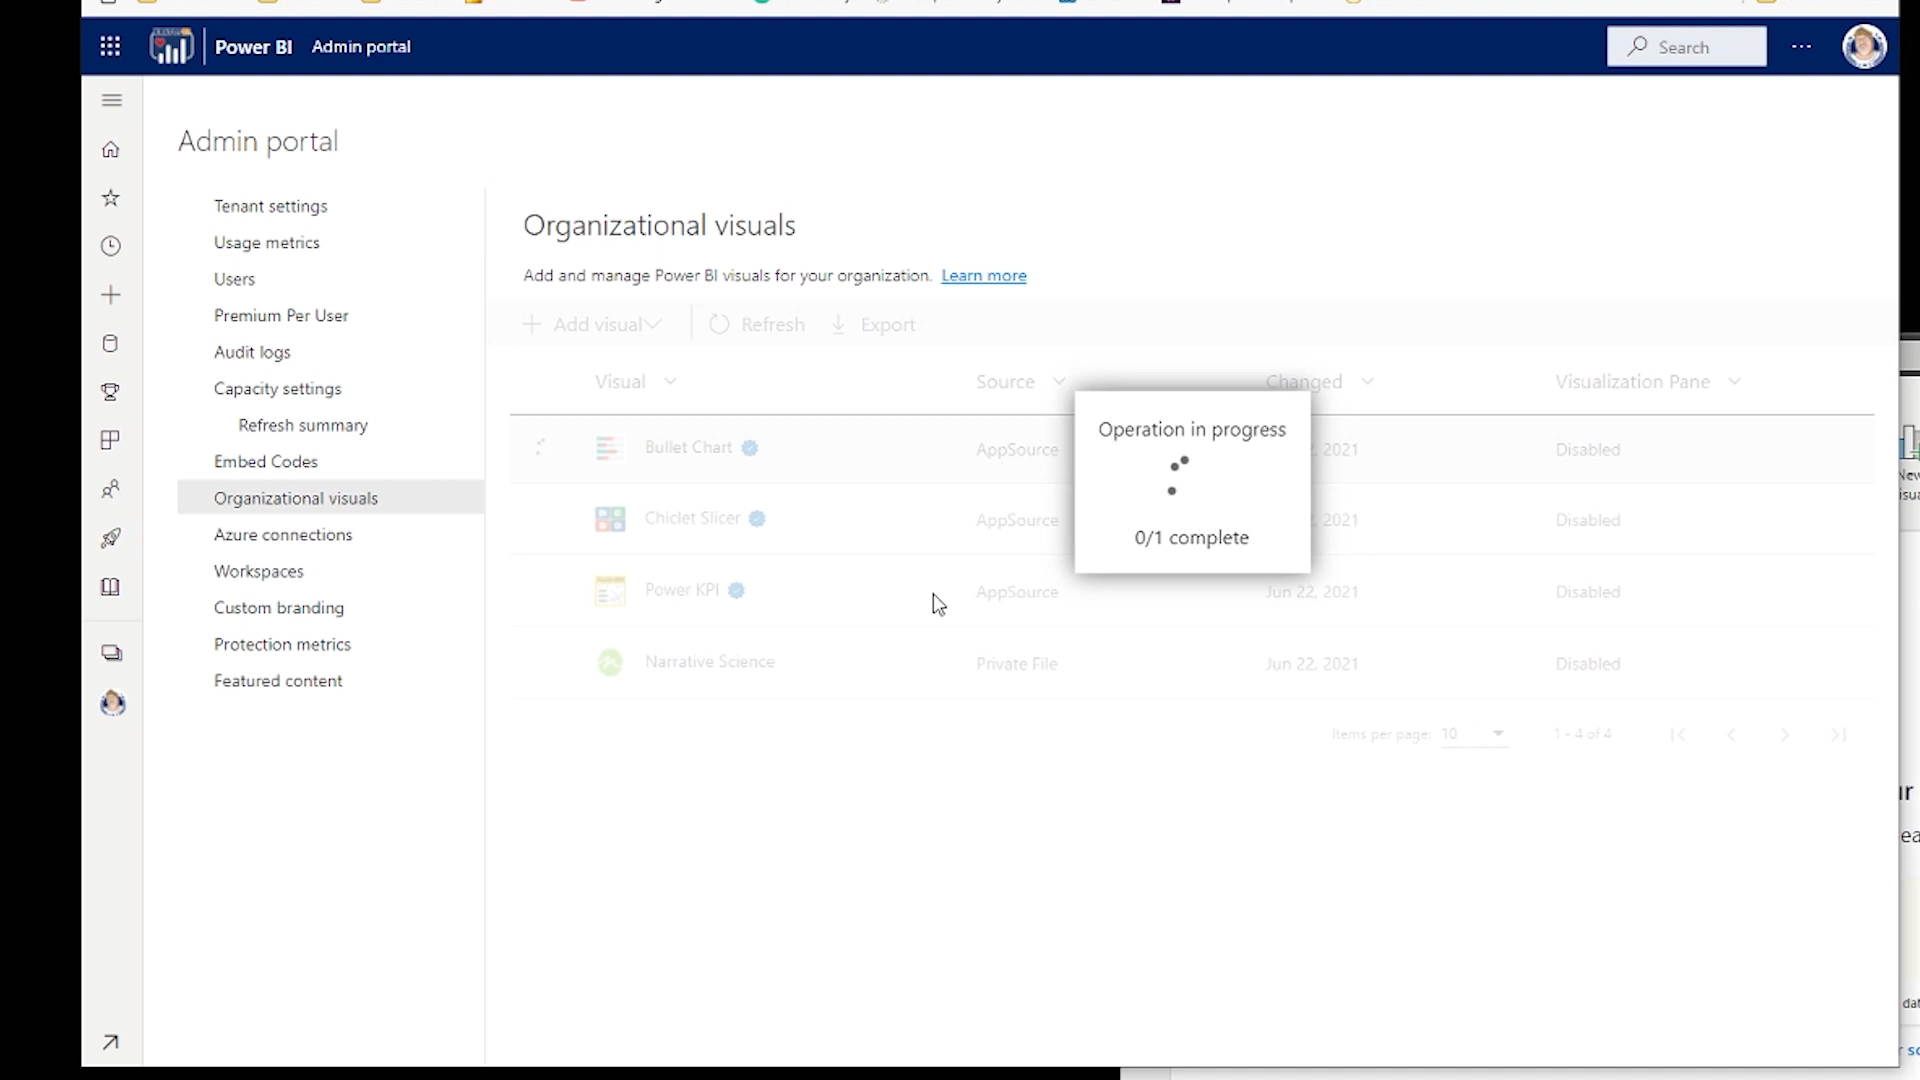 Power BI Admin portal
Search
Admin portal
Tenant settings
Usage metrics
Users
Premium Per User
Audit logs
Capacity settings
Refresh summary
Embed Codes
Organizational visuals
Azure connections
Workspaces
Custom branding
Protection metrics
Featured content
Organizational visuals
Add and manage Power BI visuals for your organization. Learn more
Add visual Refresh Export
Visual Source Changed Visualization Pane
Bullet Chart AppSource 2021 Disabled
Chiclet Slicer AppSource 2021 Disabled
Power KPI AppSource Jun 22, 2021 Disabled
Narrative Science Private File Jun 22, 2021 Disabled
Operation in progress
0/1 complete
Items per page: 10 1 - 4 of 4
New